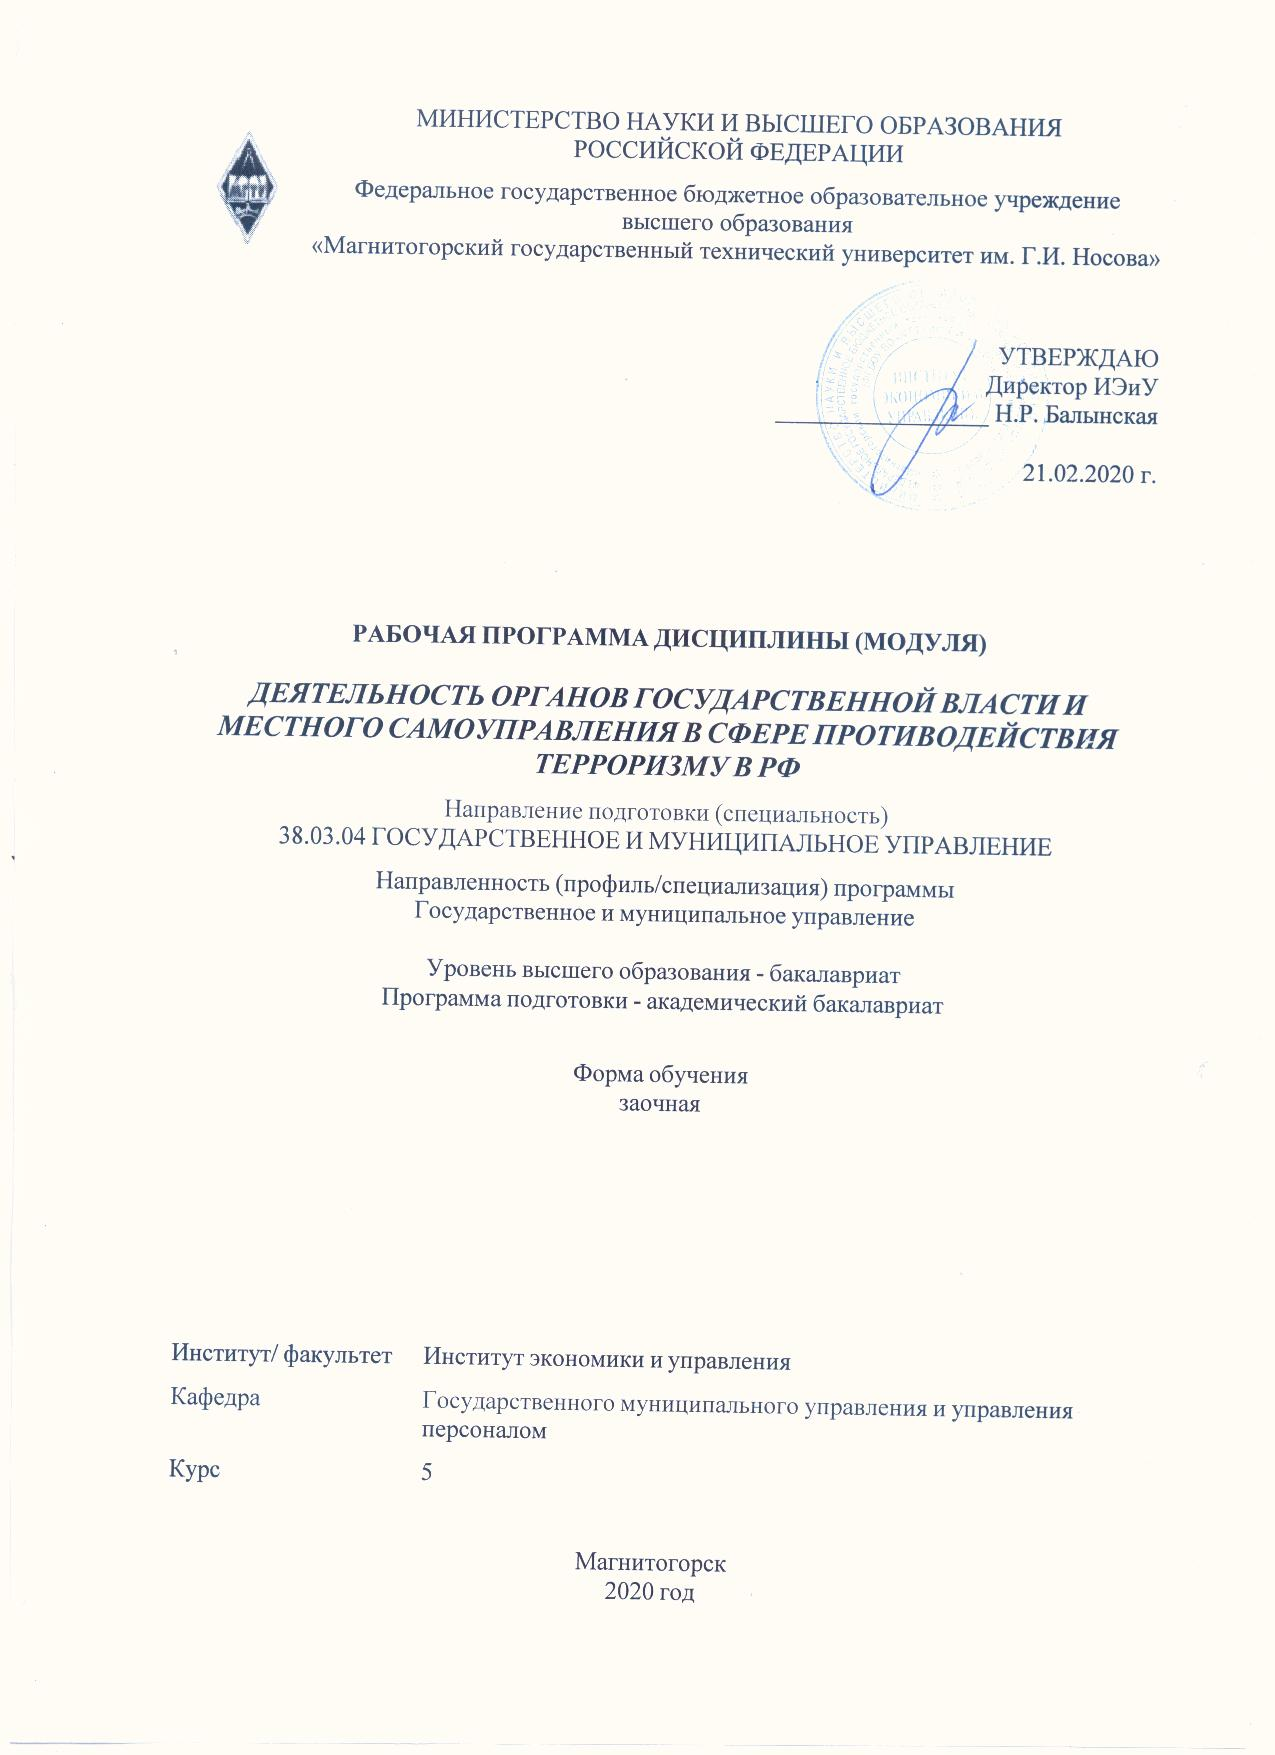 МИНИСТЕРСТВО НАУКИ И ВЫСШЕГО ОБРАЗОВАНИЯ
РОССИЙСКОЙ ФЕДЕРАЦИИ
Федеральное государственное бюджетное образовательное учреждение
высшего образования
«Магнитогорский государственный технический университет им. Г.И. Носова»
УТВЕРЖДАЮ
Директор ИЭиУ
Н.Р. Балынская
21.02.2020 г.
РАБОЧАЯ ПРОГРАММА ДИСЦИПЛИНЫ (МОДУЛЯ)
ДЕЯТЕЛЬНОСТЬ ОРГАНОВ ГОСУДАРСТВЕННОЙ ВЛАСТИ И
МЕСТНОГО САМОУПРАВЛЕНИЯ В СФЕРЕ ПРОТИВОДЕЙСТВИЯ
ТЕРРОРИЗМУ В РФ
Направление подготовки (специальность)
38.03.04 ГОСУДАРСТВЕННОЕ И МУНИЦИПАЛЬНОЕ УПРАВЛЕНИЕ
Направленность (профиль/специализация) программы
Государственное и муниципальное управление
Уровень высшего образования - бакалавриат
Программа подготовки - академический бакалавриат
Форма обучения
заочная
Институт/ факультет Институт экономики и управления
Кафедра Государственного муниципального управления и управления
персоналом
Курс 5
Магнитогорск
2020 год